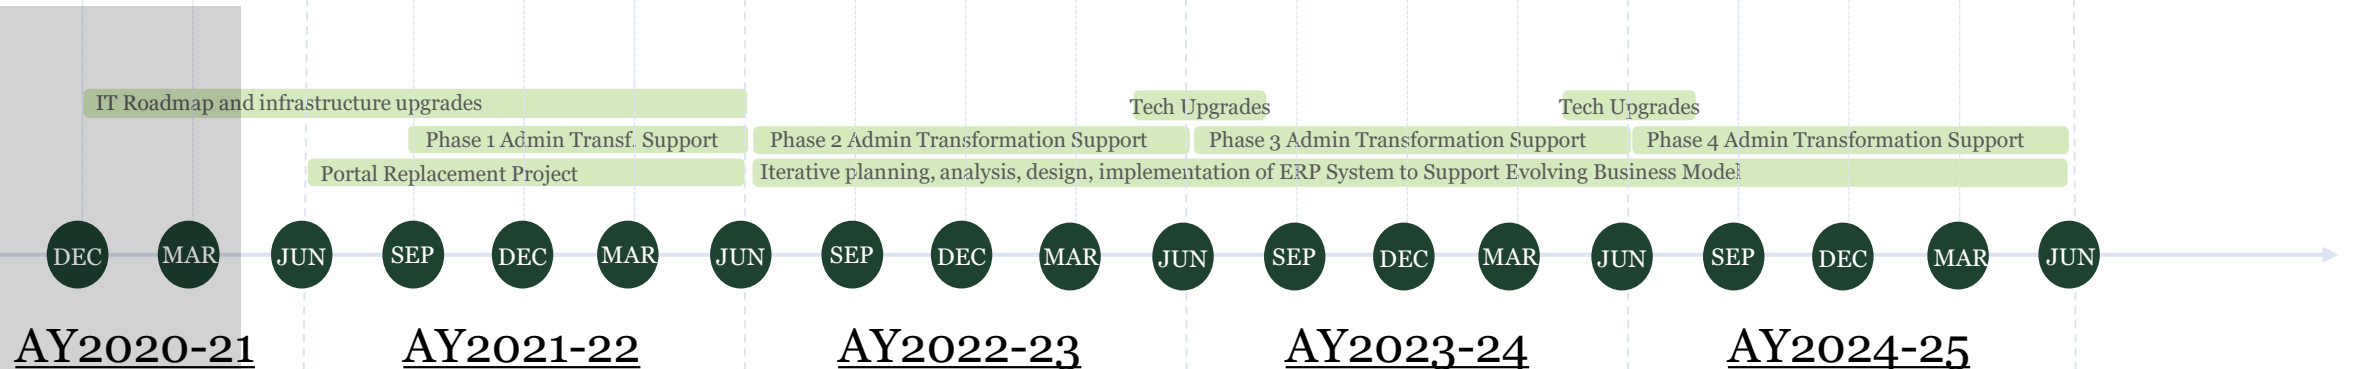 IT Roadmap and infrastructure upgrades
Tech Upgrades
Tech Upgrades
Phase 1 Admin Transf. Support
Phase 2 Admin Transformation Support
Phase 3 Admin Transformation Support
Phase 4 Admin Transformation Support
Portal Replacement Project
Iterative planning, analysis, design, implementation of ERP System to Support Evolving Business Model
DEC MAR JUN SEP DEC MAR JUN SEP DEC MAR JUN SEP DEC MAR JUN SEP DEC MAR JUN
AY2020-21
AY2021-22
AY2022-23
AY2023-24
AY2024-25